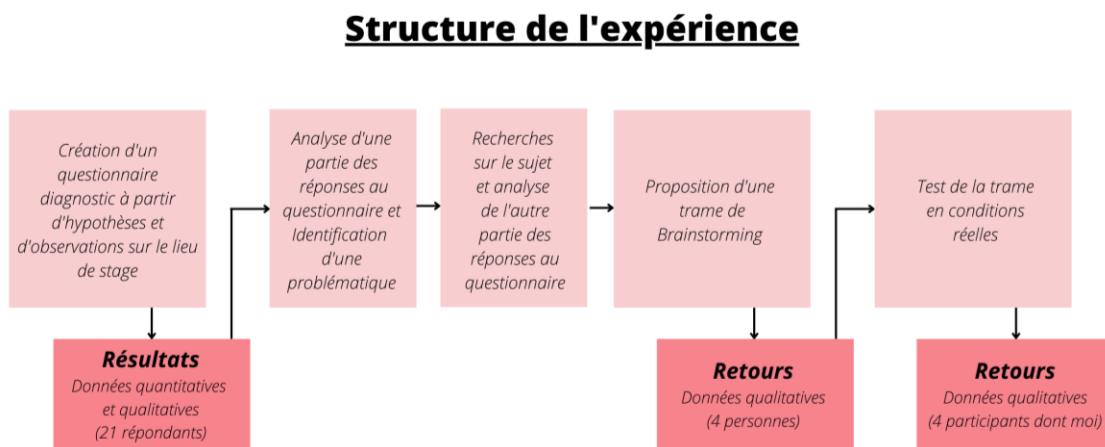 Structure de l'expérience
Création d'un
questionnaire
diagnostic à partir
d'hypothèses et
d'observations sur le lieu
de stage
Résultats
Données quantitatives
et qualitatives
(21 répondants)
Analyse d'une
partie des
réponses au
questionnaire et
Identification
d'une
problématique
Recherches
sur le sujet
et analyse
de l'autre
partie des
réponses au
questionnaire
Proposition d'une
trame de
Brainstorming
Retours
Données qualitatives
(4 personnes)
Test de la trame
en conditions
réelles
Retours
Données qualitatives
(4 participants dont moi)